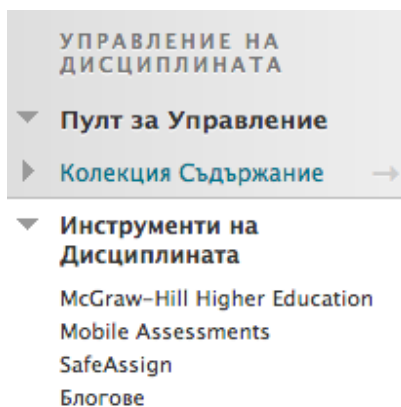 УПРАВЛЕНИЕ НА
ДИСЦИПЛИНАТА
Пулт за Управление
Колекция Съдържание
Инструменти на
Дисциплината
McGraw-Hill Higher Education
Mobile Assessments
SafeAssign
Блогове